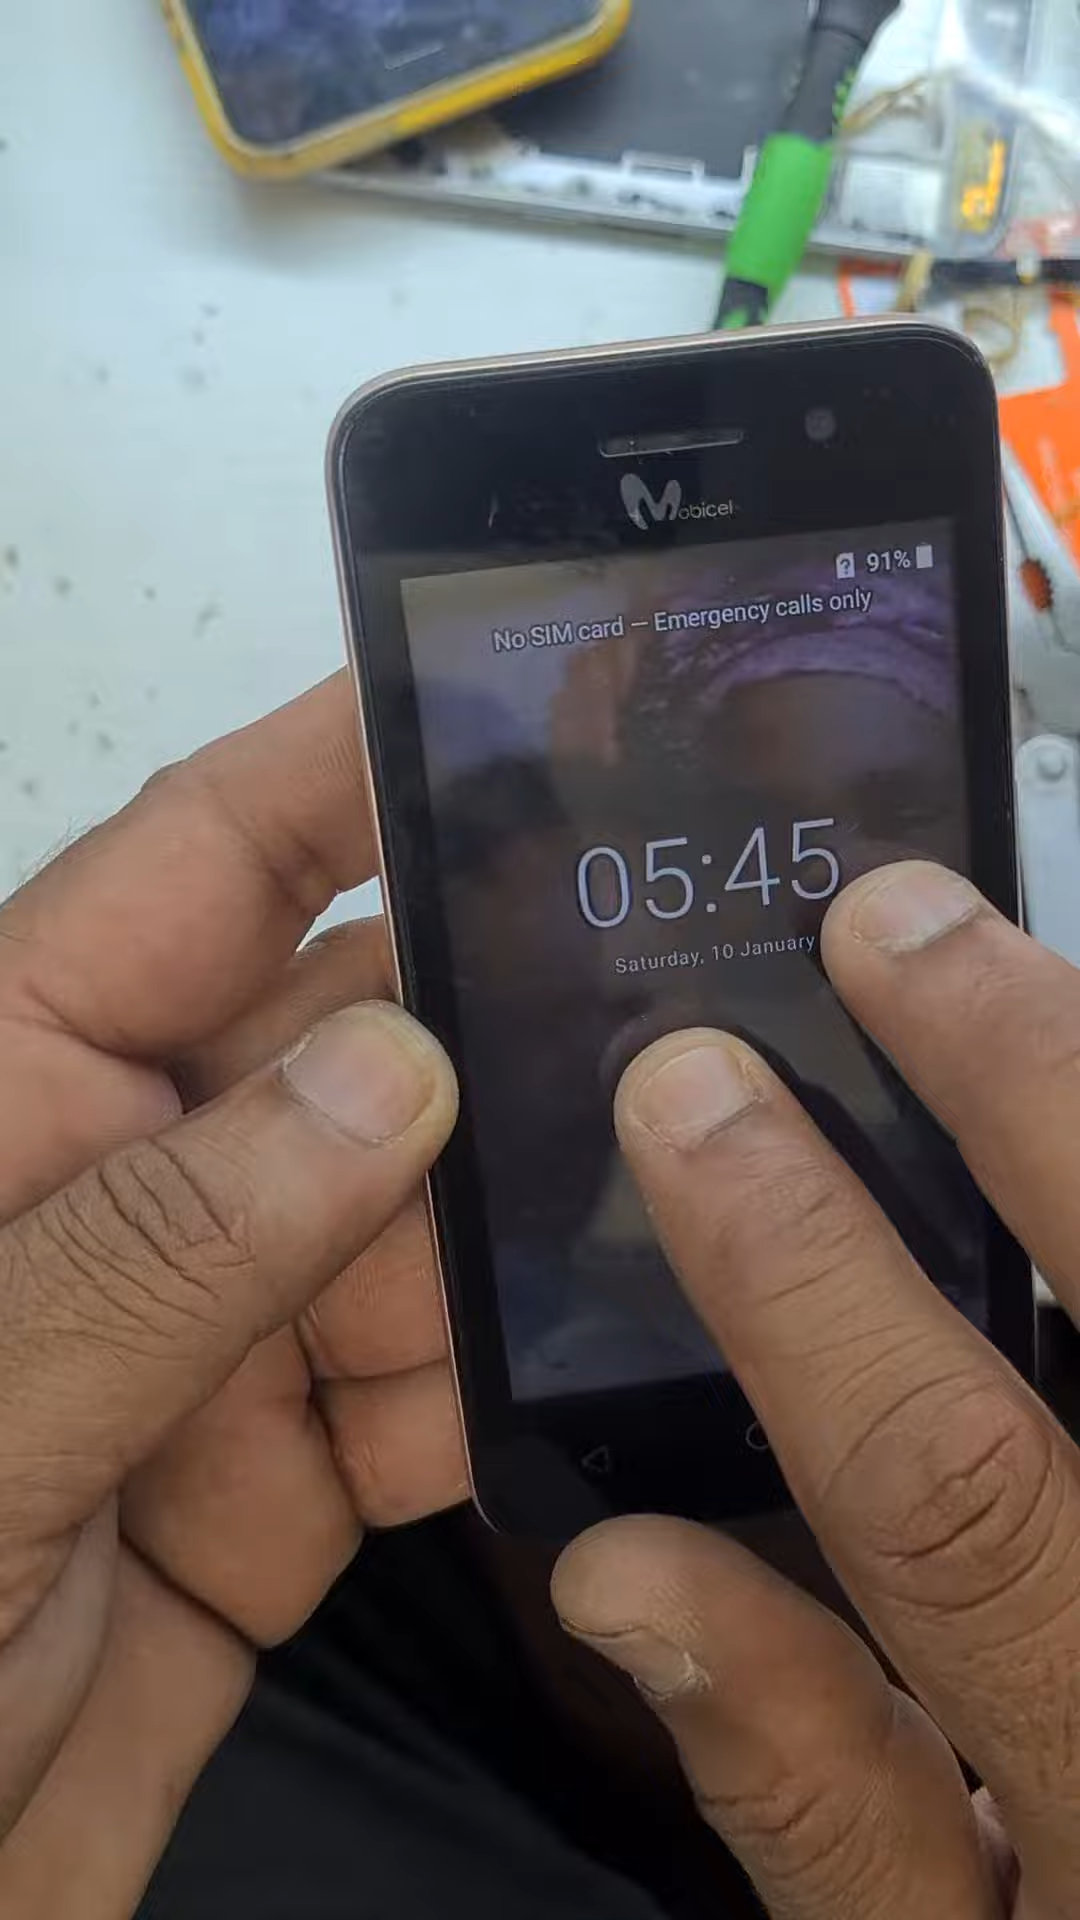 Mobicel
91%
No SIM card — Emergency calls only
05:45
Saturday, 10 January